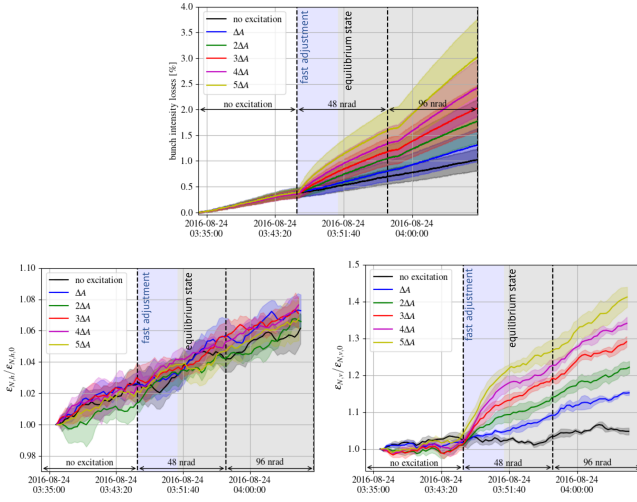 bunch intensity losses [%]
4.0
3.5
3.0
2.5
2.0
1.5
1.0
0.5
0.0
no excitation
ΔA
2ΔA
3ΔA
4ΔA
5ΔA
fast adjustment
equilibrium state
no excitation
48 nrad
96 nrad
2016-08-24
03:35:00
2016-08-24
03:43:20
2016-08-24
03:51:40
2016-08-24
04:00:00
εN,h/εN,h,0
1.10
1.08
1.06
1.04
1.02
1.00
0.98
no excitation
ΔA
2ΔA
3ΔA
4ΔA
5ΔA
fast adjustment
equilibrium state
no excitation
48 nrad
96 nrad
2016-08-24
03:35:00
2016-08-24
03:43:20
2016-08-24
03:51:40
2016-08-24
04:00:00
εN,v/εN,v,0
1.5
1.4
1.3
1.2
1.1
1.0
no excitation
ΔA
2ΔA
3ΔA
4ΔA
5ΔA
fast adjustment
equilibrium state
no excitation
48 nrad
96 nrad
2016-08-24
03:35:00
2016-08-24
03:43:20
2016-08-24
03:51:40
2016-08-24
04:00:00